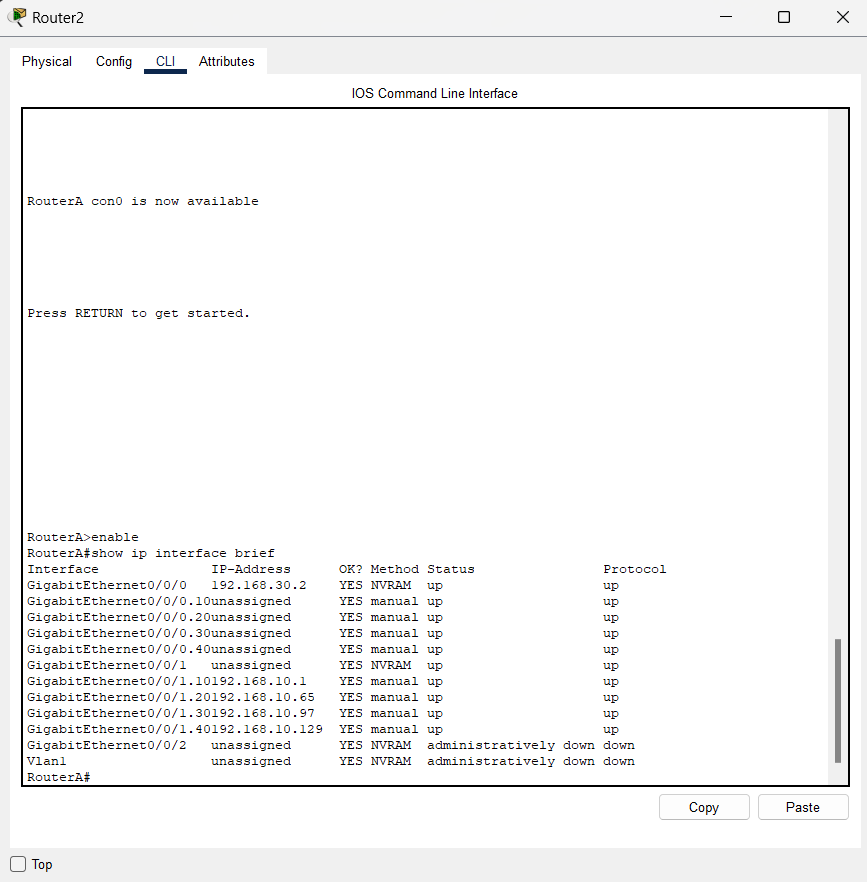 Router2
Physical Config CLI Attributes
IOS Command Line Interface
RouterA con0 is now available
Press RETURN to get started.
RouterA>enable
RouterA#show ip interface brief
Interface              IP-Address      OK? Method Status                Protocol
GigabitEthernet0/0/0   192.168.30.2    YES NVRAM  up                    up
GigabitEthernet0/0/0.10unassigned      YES manual up                    up
GigabitEthernet0/0/0.20unassigned      YES manual up                    up
GigabitEthernet0/0/0.30unassigned      YES manual up                    up
GigabitEthernet0/0/0.40unassigned      YES manual up                    up
GigabitEthernet0/0/1   unassigned      YES NVRAM  up                    up
GigabitEthernet0/0/1.10192.168.10.1    YES manual up                    up
GigabitEthernet0/0/1.20192.168.10.65   YES manual up                    up
GigabitEthernet0/0/1.30192.168.10.97   YES manual up                    up
GigabitEthernet0/0/1.40192.168.10.129  YES manual up                    up
GigabitEthernet0/0/2   unassigned      YES NVRAM  administratively down down
Vlan1                  unassigned      YES NVRAM  administratively down down
RouterA#
Copy Paste
Top